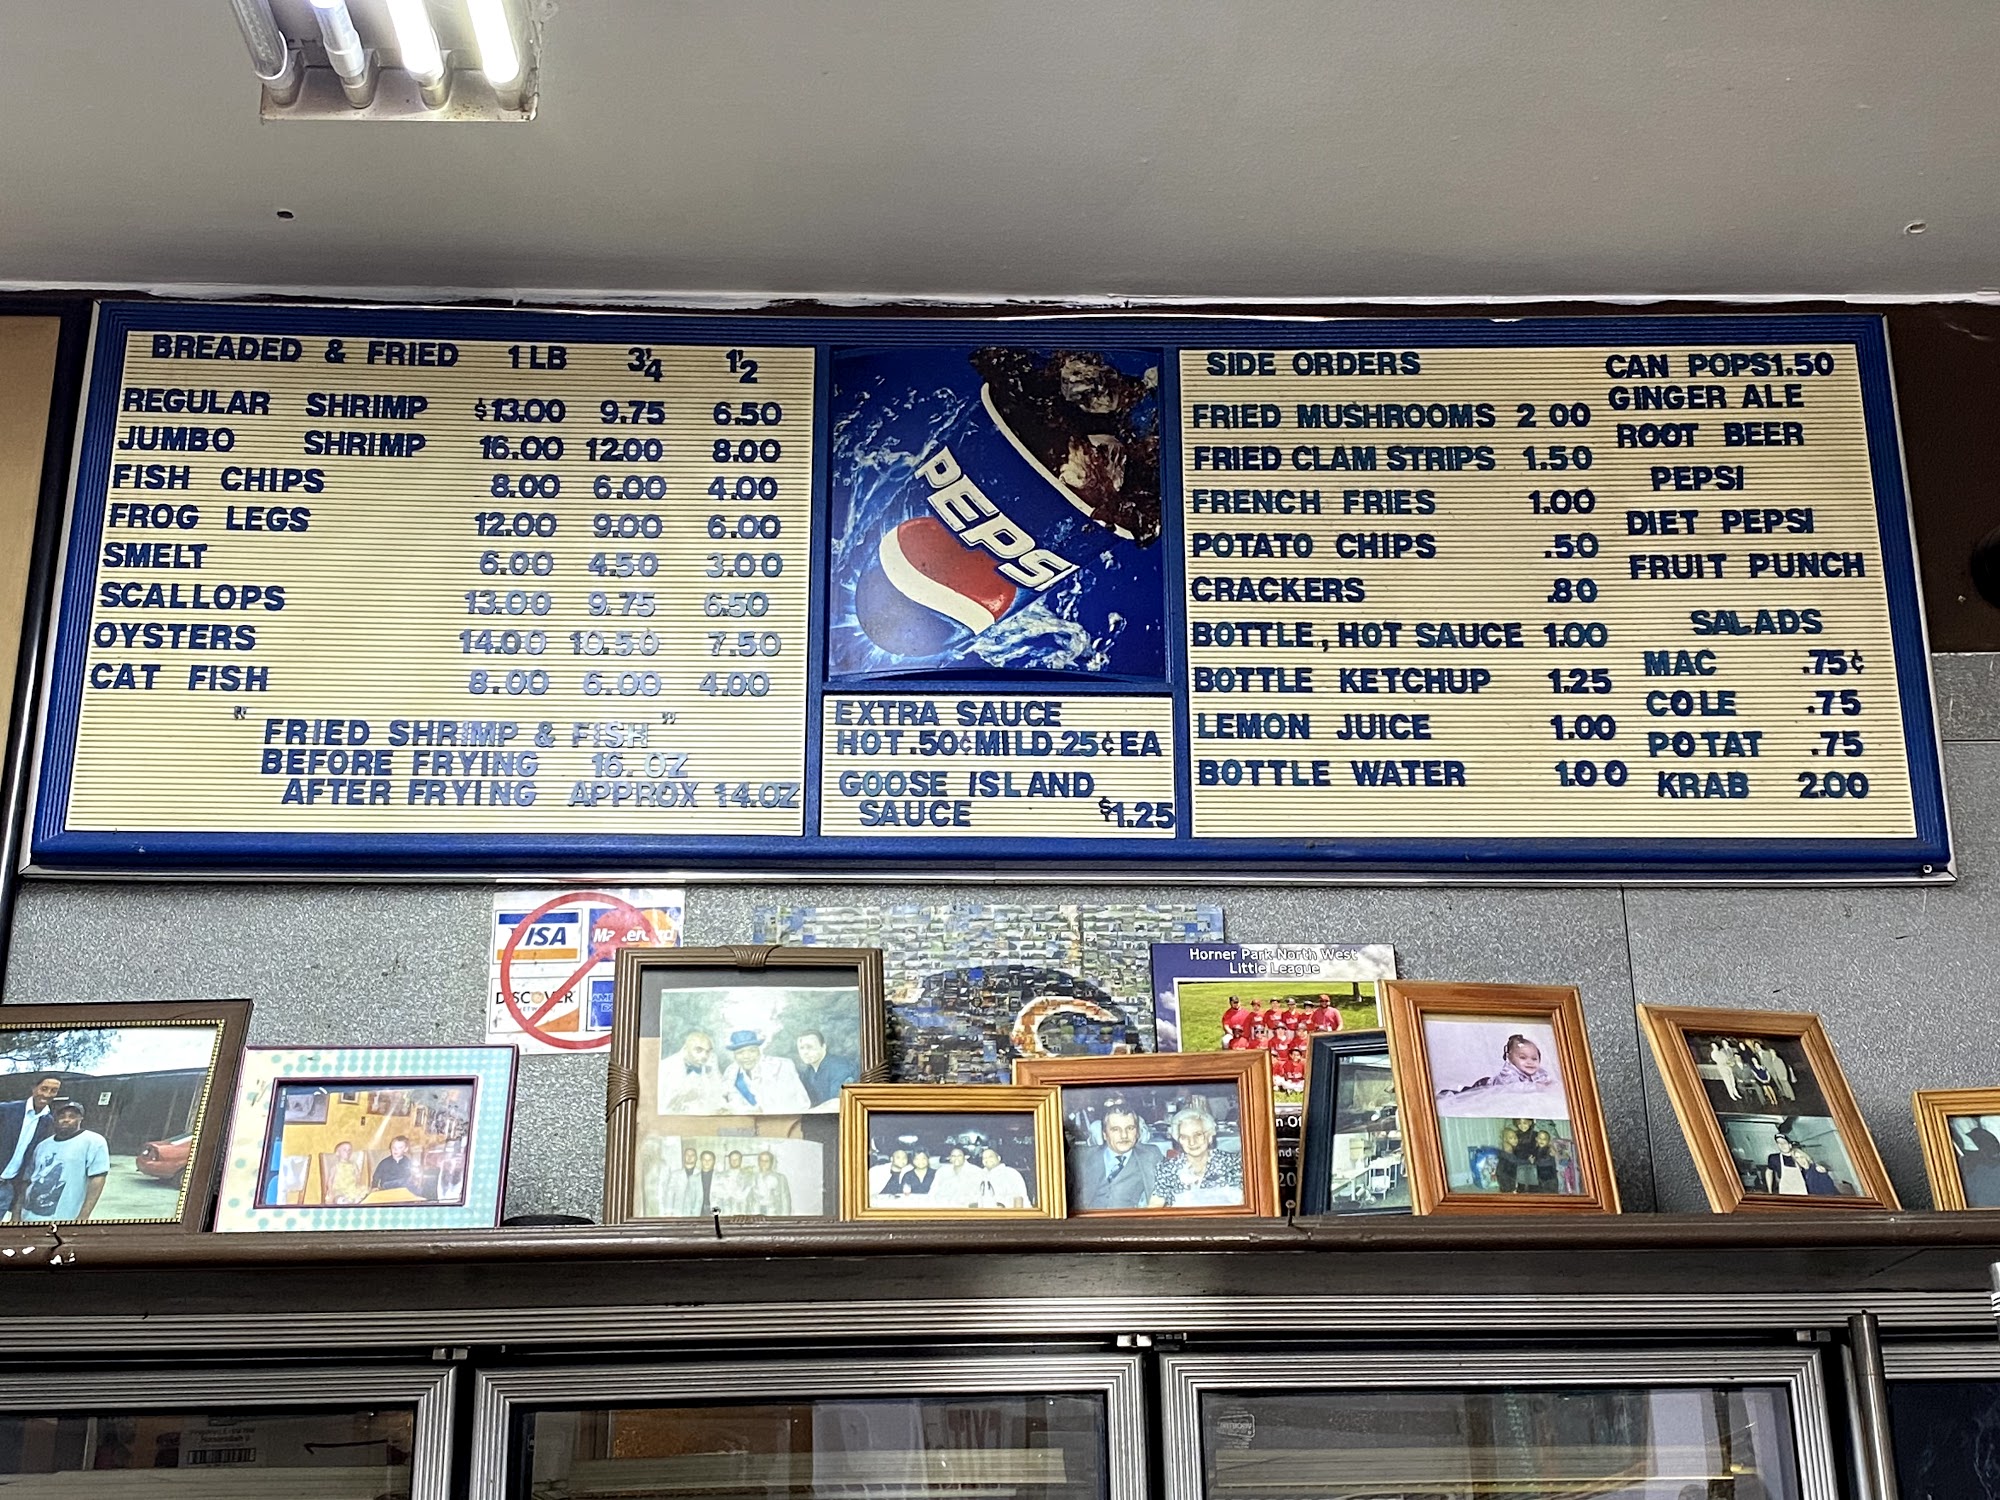 BREADED & FRIED 1 LB 3/4 1/2
REGULAR SHRIMP $13.00 9.75 6.50
JUMBO SHRIMP 16.00 12.00 8.00
FISH CHIPS 8.00 6.00 4.00
FROG LEGS 12.00 9.00 6.00
SMELT 6.00 4.50 3.00
SCALLOPS 13.00 9.75 6.50
OYSTERS 14.00 10.50 7.50
CAT FISH 8.00 6.00 4.00
"FRIED SHRIMP & FISH"
BEFORE FRYING 16.OZ
AFTER FRYING APPROX 14.OZ
PEPSI
EXTRA SAUCE
HOT .50¢ MILD .25¢ EA
GOOSE ISLAND
SAUCE $1.25
SIDE ORDERS
FRIED MUSHROOMS 2 00
FRIED CLAM STRIPS 1.50
FRENCH FRIES 1.00
POTATO CHIPS .50
CRACKERS .80
BOTTLE, HOT SAUCE 1.00
BOTTLE KETCHUP 1.25
LEMON JUICE 1.00
BOTTLE WATER 1.00
CAN POPS 1.50
GINGER ALE
ROOT BEER
PEPSI
DIET PEPSI
FRUIT PUNCH
SALADS
MAC .75¢
COLE .75
POTAT .75
KRAB 2.00
VISA
DISCOVER
Horner Park North West
Little League